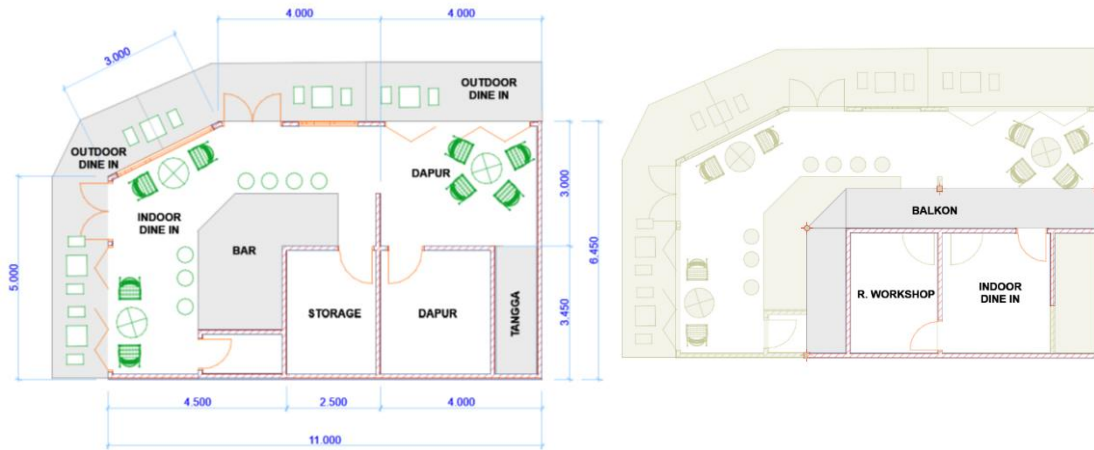 4 000
4 000
3.000
OUTDOOR
DINE IN
OUTDOOR
DINE IN
DAPUR
INDOOR
DINE IN
BAR
5.000
3.000
6.450
3.450
STORAGE
DAPUR
TANGGA
4.500
2.500
4.000
11.000
BALKON
R. WORKSHOP
INDOOR
DINE IN